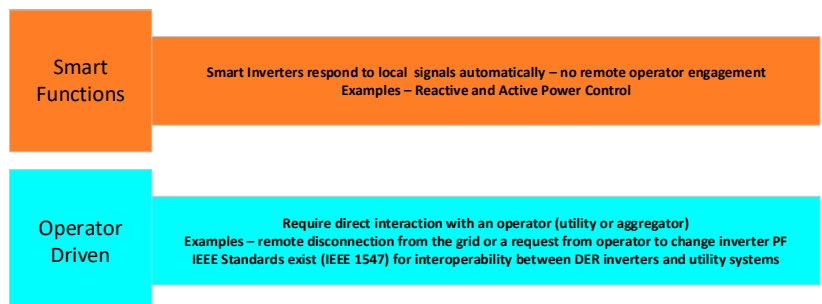 Smart
Functions
Smart Inverters respond to local signals automatically – no remote operator engagement
Examples – Reactive and Active Power Control
Operator
Driven
Require direct interaction with an operator (utility or aggregator)
Examples – remote disconnection from the grid or a request from operator to change inverter PF
IEEE Standards exist (IEEE 1547) for interoperability between DER inverters and utility systems